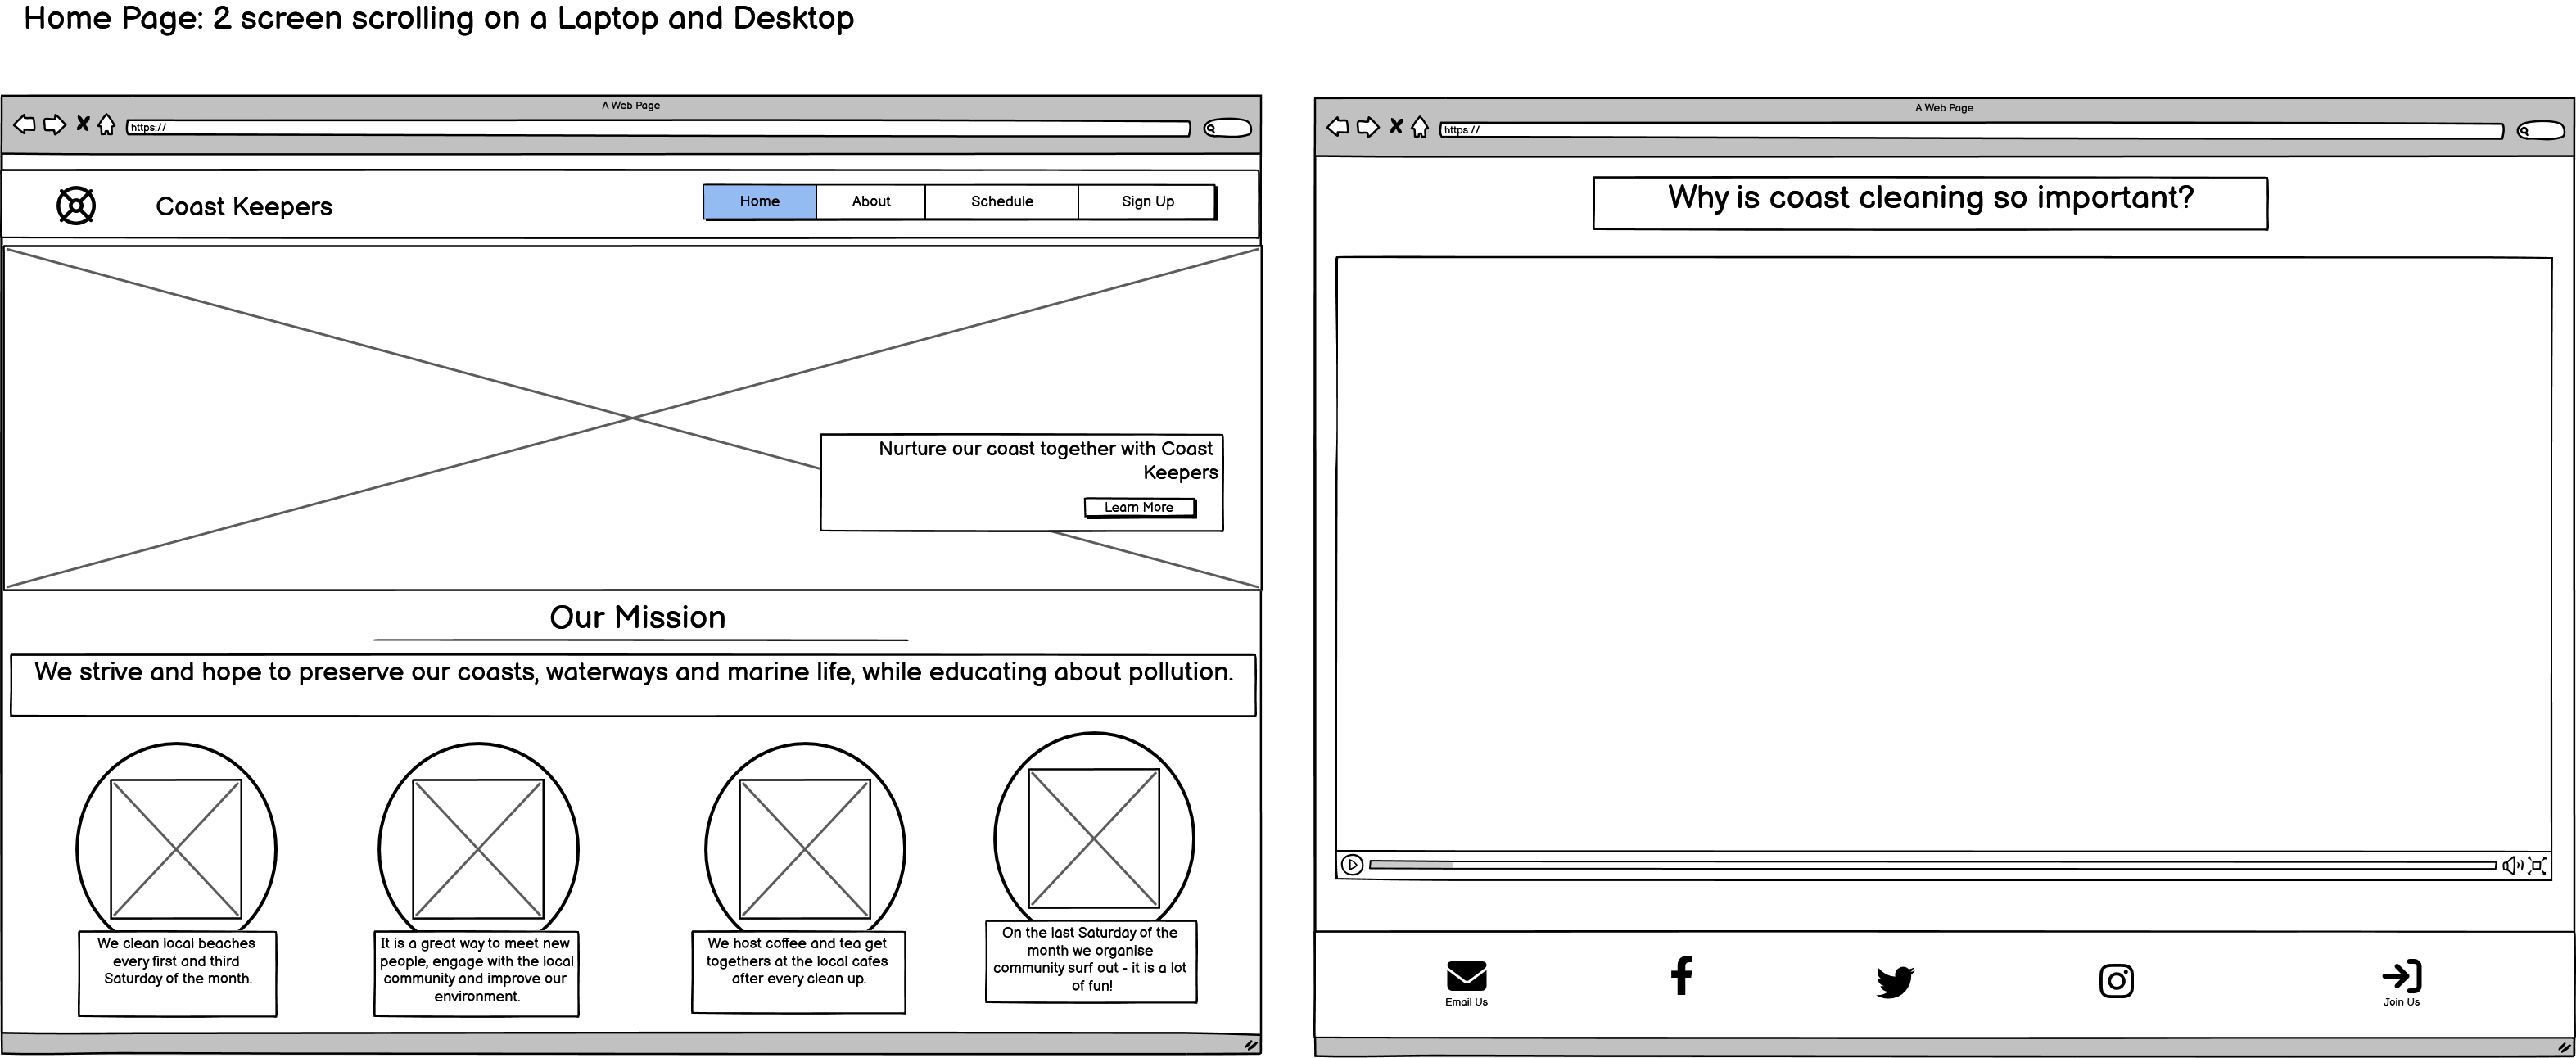 Home Page: 2 screen scrolling on a Laptop and Desktop
A Web Page
https://
Coast Keepers
Home
About
Schedule
Sign Up
Nurture our coast together with Coast
Keepers
Learn More
Our Mission
We strive and hope to preserve our coasts, waterways and marine life, while educating about pollution.
We clean local beaches
every first and third
Saturday of the month.
It is a great way to meet new
people, engage with the local
community and improve our
environment.
We host coffee and tea get
togethers at the local cafes
after every clean up.
On the last Saturday of the
month we organise
community surf out - it is a lot
of fun!
A Web Page
https://
Why is coast cleaning so important?
Email Us
Join Us